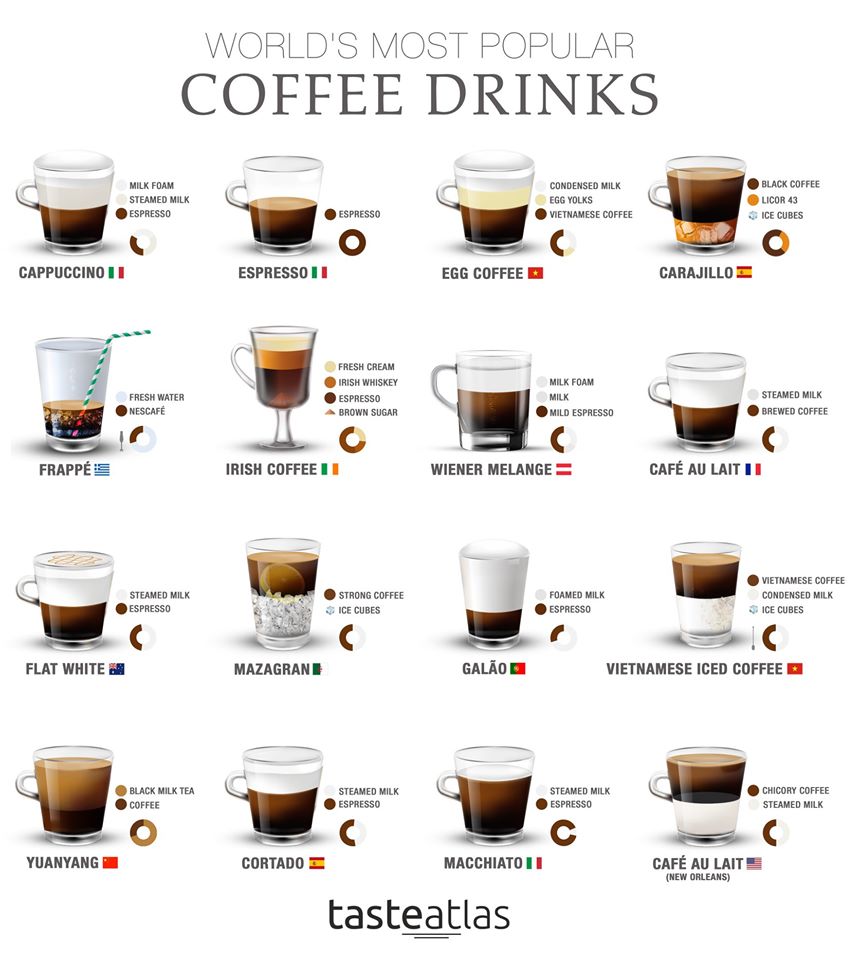 WORLD'S MOST POPULAR
COFFEE DRINKS
MILK FOAM
STEAMED MILK
ESPRESSO
CAPPUCCINO
ESPRESSO
ESPRESSO
CONDENSED MILK
EGG YOLKS
VIETNAMESE COFFEE
EGG COFFEE
BLACK COFFEE
LICOR 43
ICE CUBES
CARAJILLO
FRESH WATER
NESCAFÉ
FRAPPÉ
FRESH CREAM
IRISH WHISKEY
ESPRESSO
BROWN SUGAR
IRISH COFFEE
MILK FOAM
MILK
MILD ESPRESSO
WIENER MELANGE
STEAMED MILK
BREWED COFFEE
CAFÉ AU LAIT
STEAMED MILK
ESPRESSO
FLAT WHITE
STRONG COFFEE
ICE CUBES
MAZAGRAN
FOAMED MILK
ESPRESSO
GALÃO
VIETNAMESE COFFEE
CONDENSED MILK
ICE CUBES
VIETNAMESE ICED COFFEE
BLACK MILK TEA
COFFEE
YUANYANG
STEAMED MILK
ESPRESSO
CORTADO
STEAMED MILK
ESPRESSO
MACCHIATO
CHICORY COFFEE
STEAMED MILK
CAFÉ AU LAIT
(NEW ORLEANS)
tasteatlas